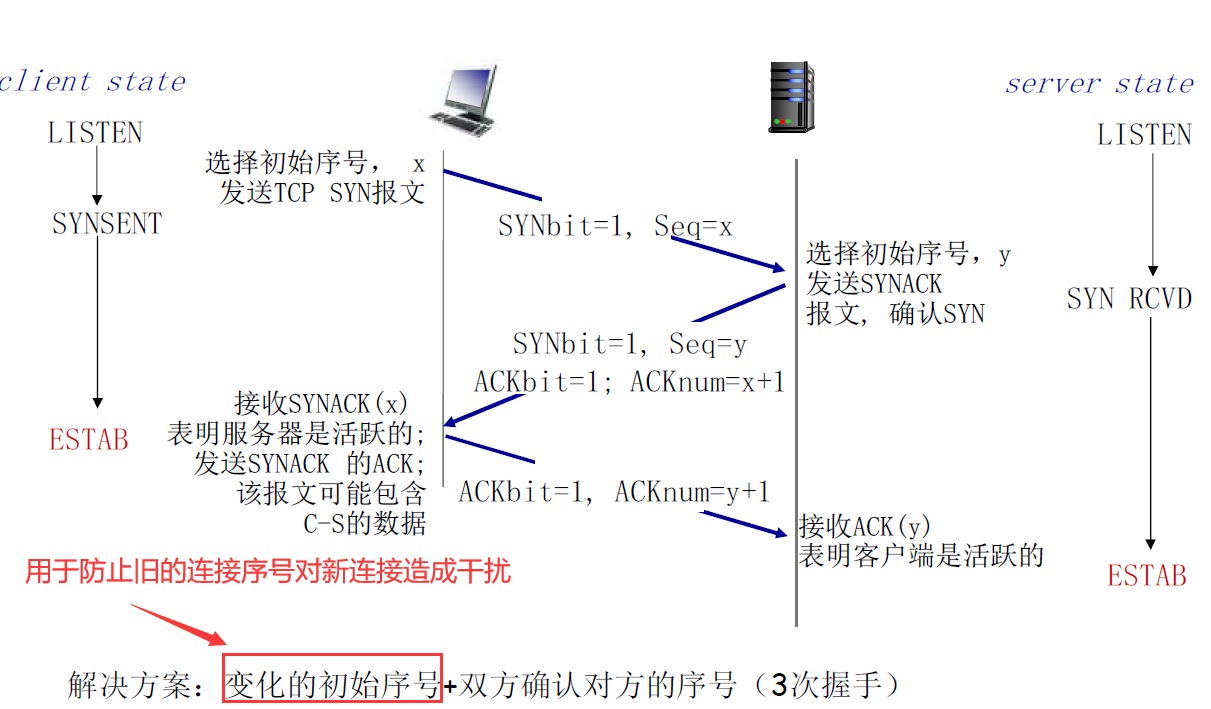 client state
server state
LISTEN
LISTEN
选择初始序号， x
发送TCP SYN报文
SYNSENT
SYNbit=1, Seq=x
选择初始序号，y
发送SYNACK
报文, 确认SYN
SYN RCVD
SYNbit=1, Seq=y
ACKbit=1; ACKnum=x+1
接收SYNACK(x)
表明服务器是活跃的;
发送SYNACK 的ACK;
该报文可能包含
C-S的数据
ESTAB
ACKbit=1, ACKnum=y+1
接收ACK(y)
表明客户端是活跃的
ESTAB
用于防止旧的连接序号对新连接造成干扰
解决方案：变化的初始序号+双方确认对方的序号（3次握手）